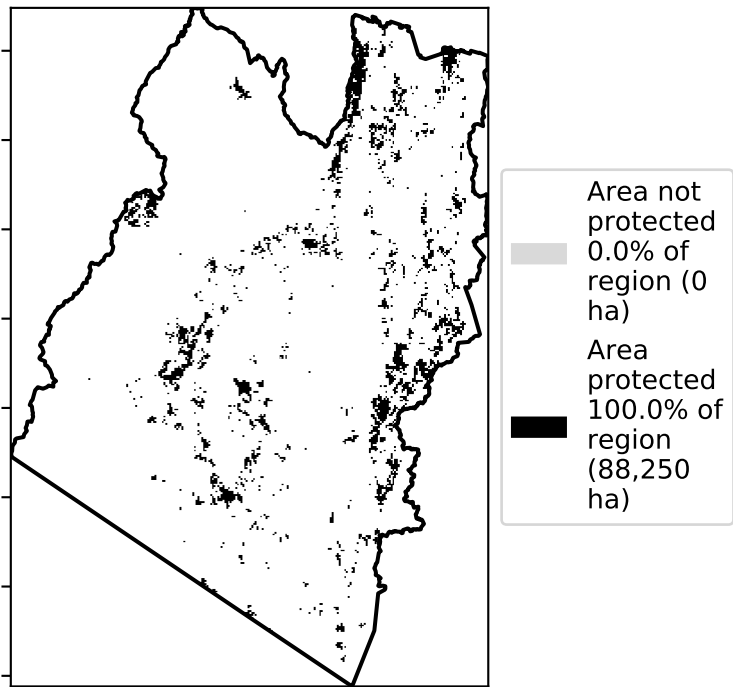 Area not
protected
0.0% of
region (0
ha)
Area
protected
100.0% of
region
(88,250
ha)